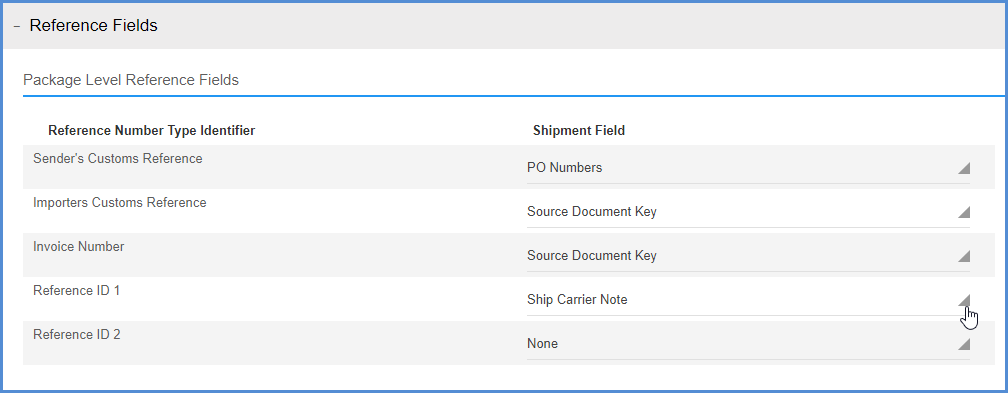 Reference Fields
Package Level Reference Fields
Reference Number Type Identifier Shipment Field
Sender's Customs Reference PO Numbers
Importers Customs Reference Source Document Key
Invoice Number Source Document Key
Reference ID 1 Ship Carrier Note
Reference ID 2 None